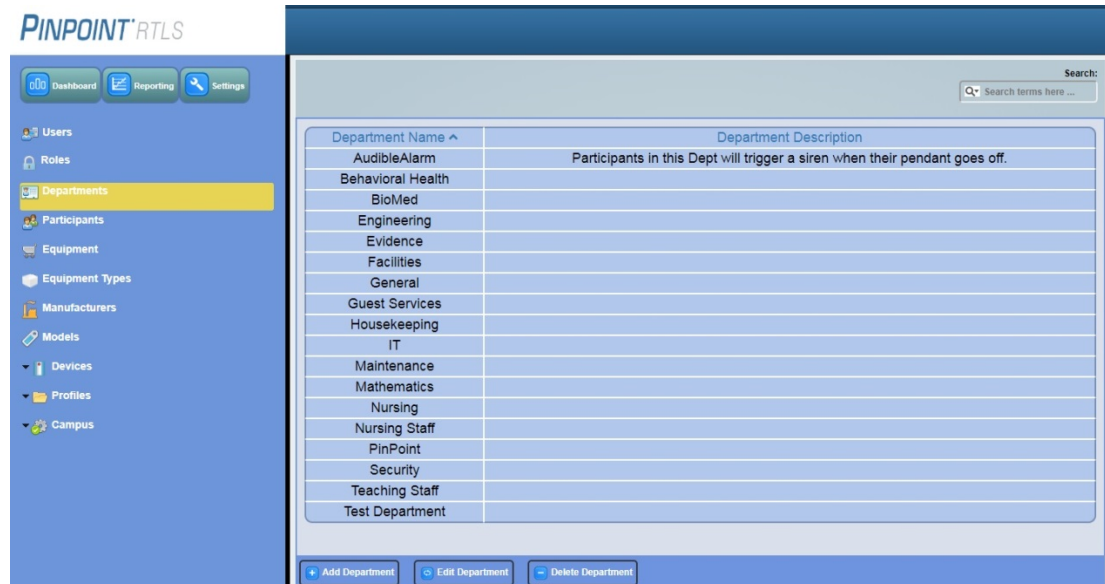 PINPOINT RTLS
Dashboard Reporting Settings
Search:
Search terms here ...
Users
Roles
Departments
Participants
Equipment
Equipment Types
Manufacturers
Models
Devices
Profiles
Campus
Department Name Department Description
AudibleAlarm Participants in this Dept will trigger a siren when their pendant goes off.
Behavioral Health
BioMed
Engineering
Evidence
Facilities
General
Guest Services
Housekeeping
IT
Maintenance
Mathematics
Nursing
Nursing Staff
PinPoint
Security
Teaching Staff
Test Department
Add Department Edit Department Delete Department